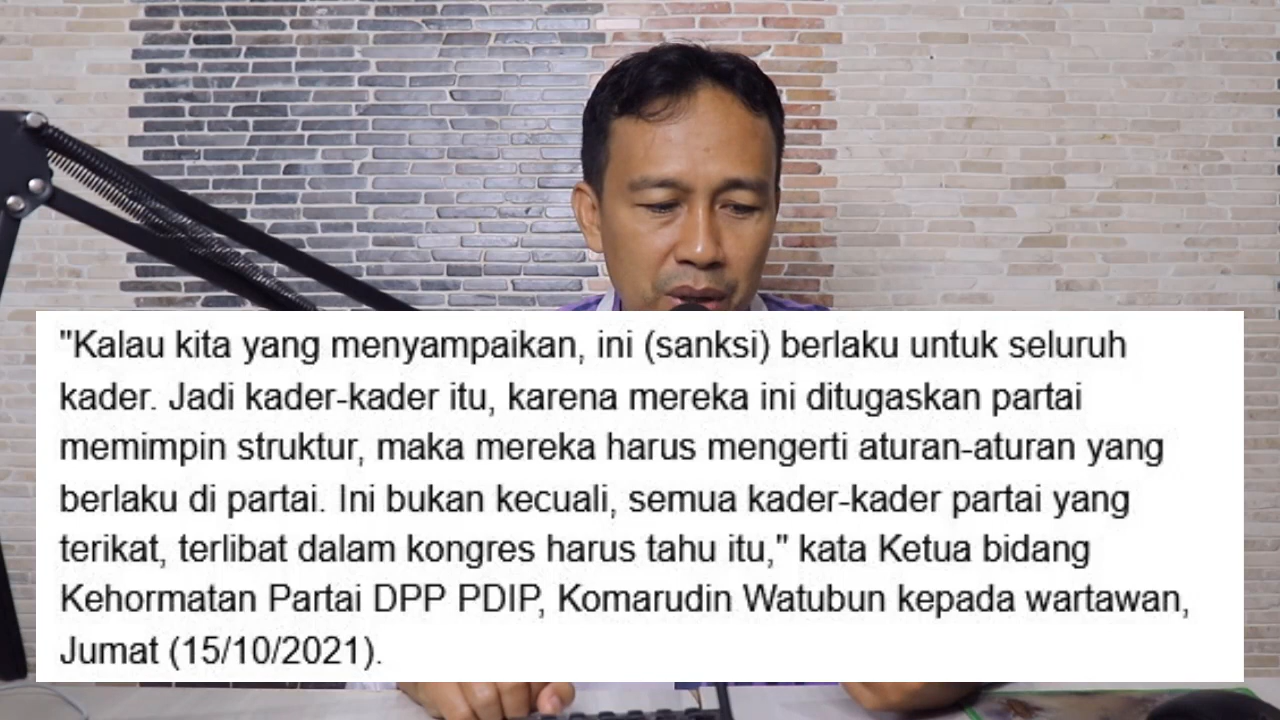 "Kalau kita yang menyampaikan, ini (sanksi) berlaku untuk seluruh
kader. Jadi kader-kader itu, karena mereka ini ditugaskan partai
memimpin struktur, maka mereka harus mengerti aturan-aturan yang
berlaku di partai. Ini bukan kecuali, semua kader-kader partai yang
terikat, terlibat dalam kongres harus tahu itu," kata Ketua bidang
Kehormatan Partai DPP PDIP, Komarudin Watubun kepada wartawan,
Jumat (15/10/2021).